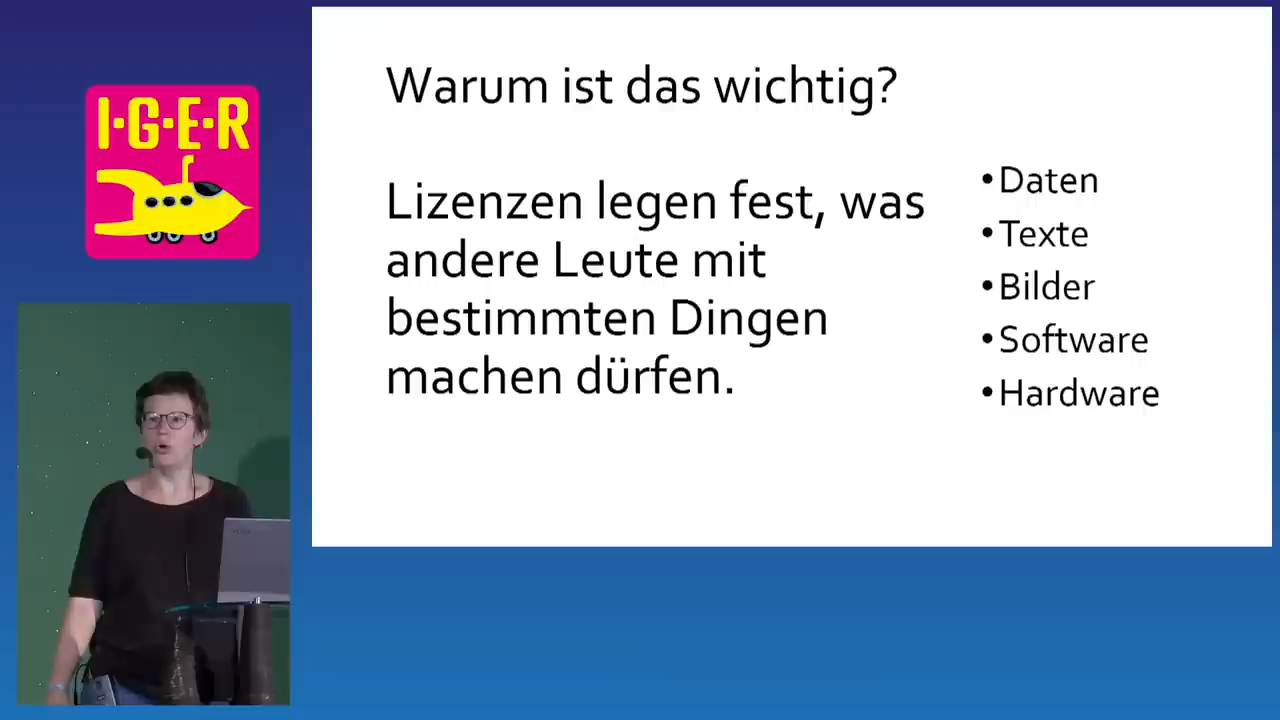 I·G·E·R
Warum ist das wichtig?
Lizenzen legen fest, was
andere Leute mit
bestimmten Dingen
machen dürfen.
•Daten
•Texte
•Bilder
•Software
•Hardware